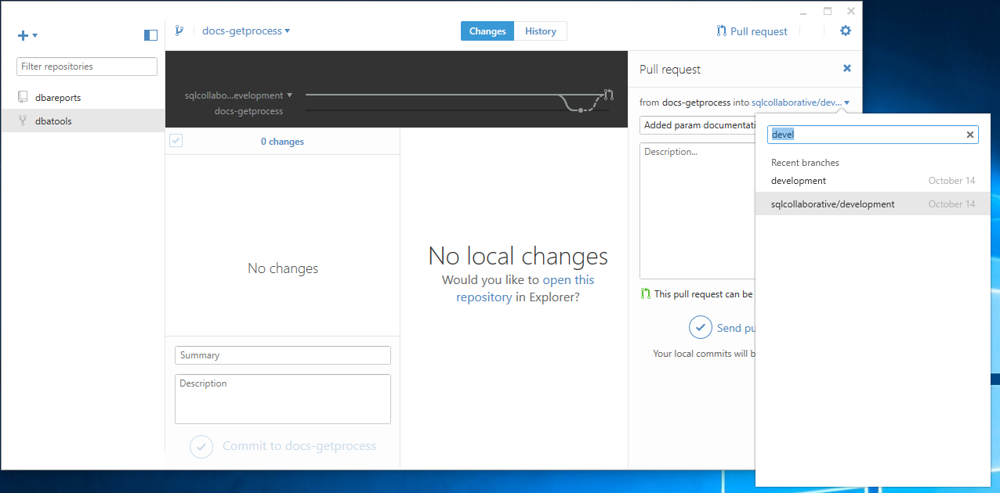 docs-getprocess
Changes
History
Pull request
Filter repositories
dbareports
dbatools
sqlcollabo...evelopment
docs-getprocess
0 changes
No changes
Summary
Description
Commit to docs-getprocess
No local changes
Would you like to open this
repository in Explorer?
Pull request
from docs-getprocess into sqlcollaborative/dev...
Added param documentati
Description...
This pull request can be
Send pu
Your local commits will b
devel
Recent branches
development October 14
sqlcollaborative/development October 14